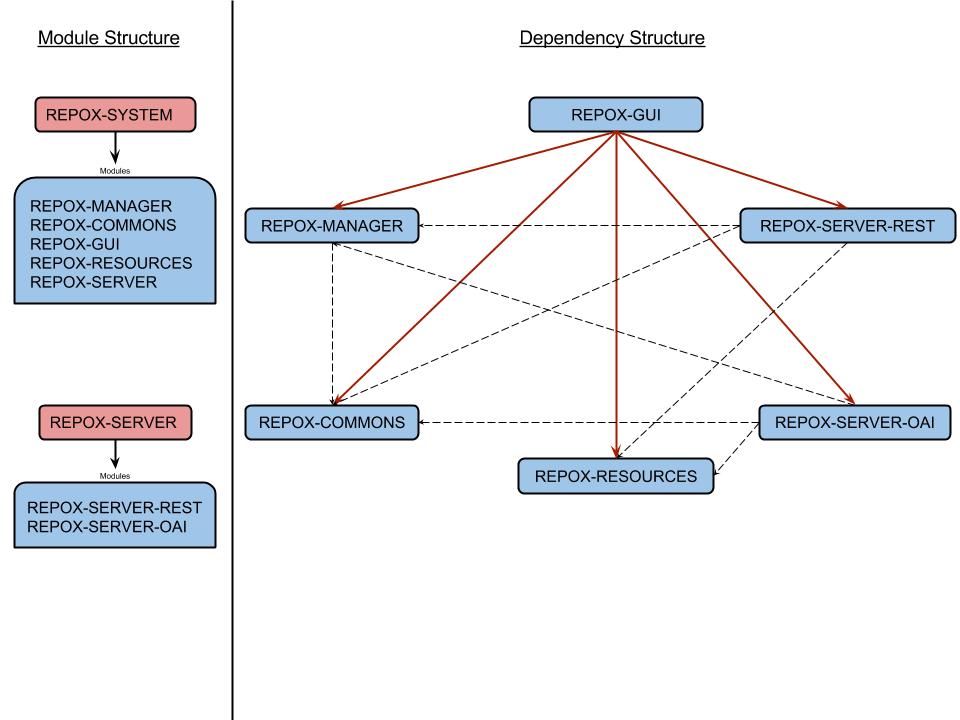 Module Structure
REPOX-SYSTEM
Modules
REPOX-MANAGER
REPOX-COMMONS
REPOX-GUI
REPOX-RESOURCES
REPOX-SERVER
REPOX-SERVER
Modules
REPOX-SERVER-REST
REPOX-SERVER-OAI
Dependency Structure
REPOX-GUI
REPOX-MANAGER
REPOX-SERVER-REST
REPOX-COMMONS
REPOX-SERVER-OAI
REPOX-RESOURCES